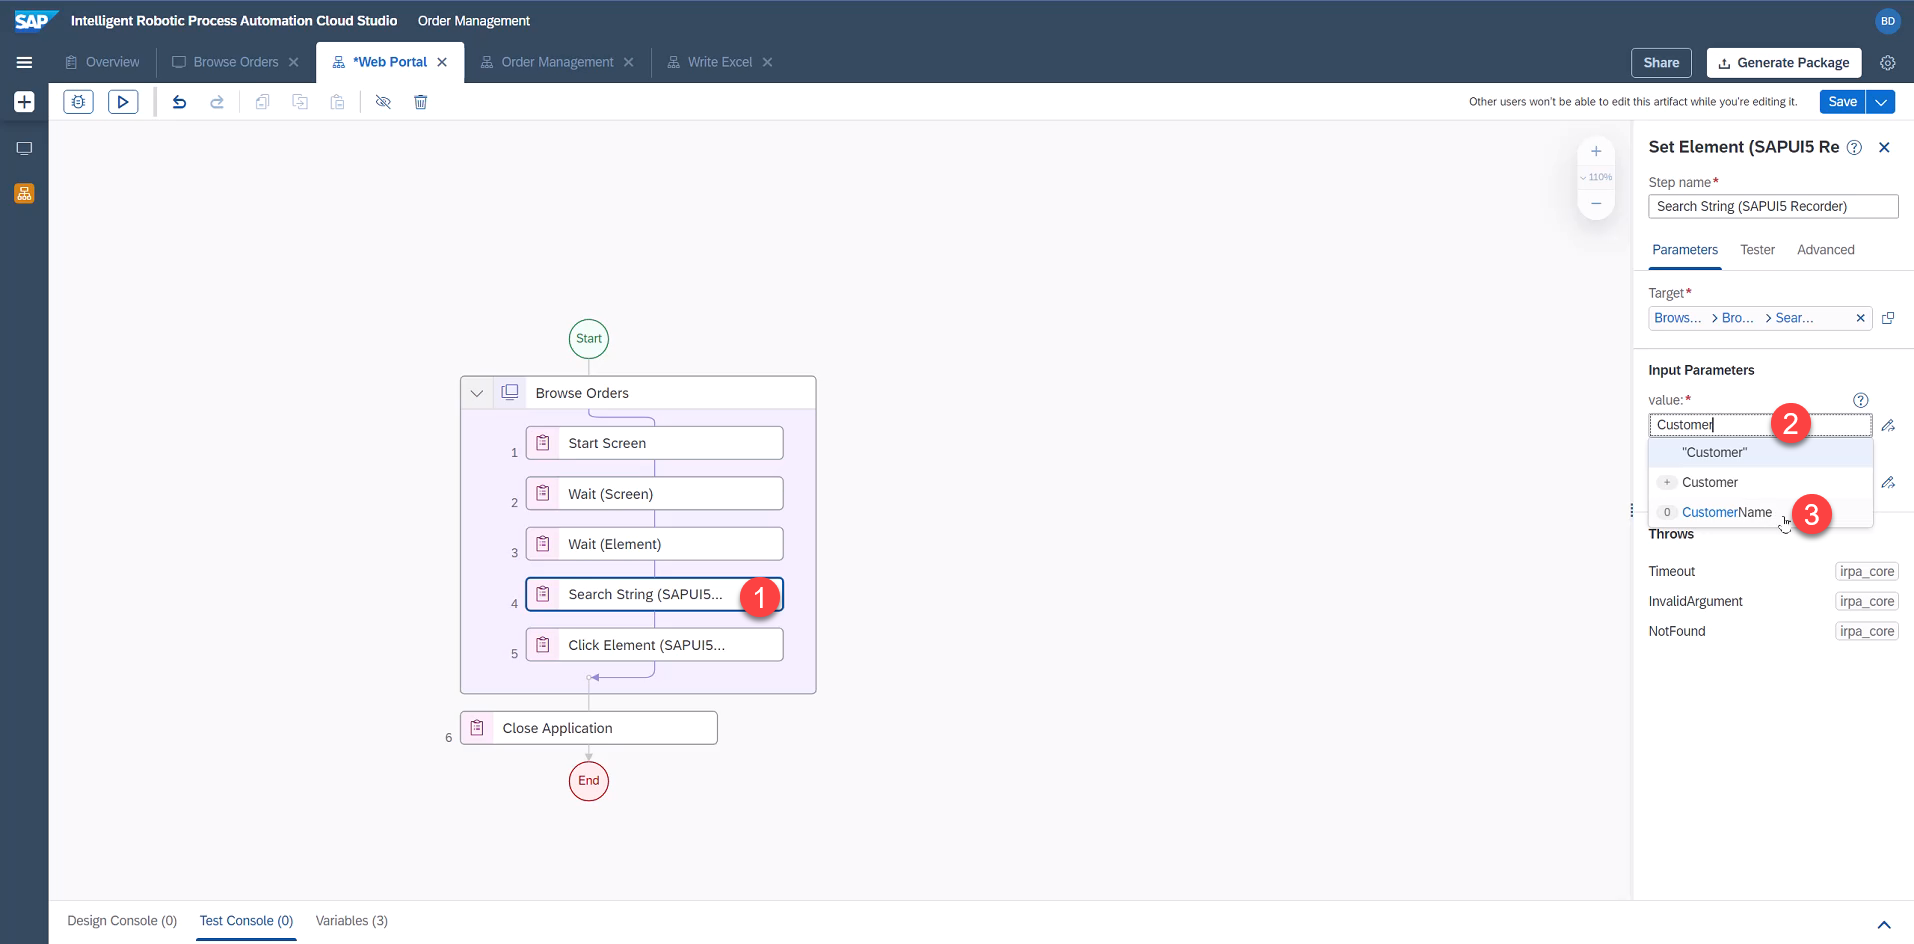 SAP Intelligent Robotic Process Automation Cloud Studio Order Management BD
Overview Browse Orders *Web Portal Order Management Write Excel Share Generate Package
Other users won't be able to edit this artifact while you're editing it. Save
110%
Set Element (SAPUI5 Re
Step name*
Search String (SAPUI5 Recorder)
Parameters Tester Advanced
Target*
Brows... > Bro... > Sear...
Input Parameters
value:*
Customer 2
"Customer"
+ Customer
0 CustomerName 3
Throws
Timeout irpa_core
InvalidArgument irpa_core
NotFound irpa_core
Start
Browse Orders
1 Start Screen
2 Wait (Screen)
3 Wait (Element)
4 Search String (SAPUI5... 1
5 Click Element (SAPUI5...
6 Close Application
End
Design Console (0) Test Console (0) Variables (3)